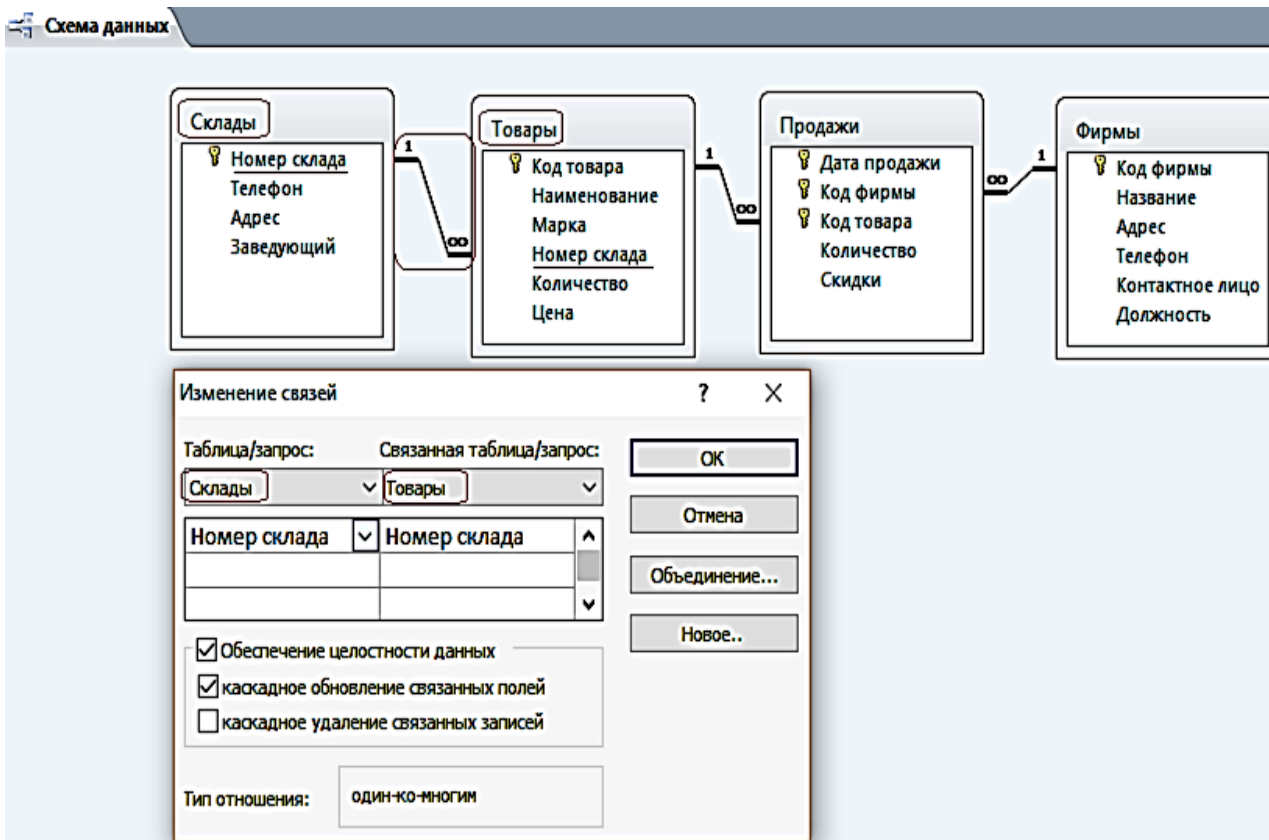 Схема данных
Склады
Номер склада
Телефон
Адрес
Заведующий
1
∞
Товары
Код товара
Наименование
Марка
Номер склада
Количество
Цена
1
∞
Продажи
Дата продажи
Код фирмы
Код товара
Количество
Скидки
∞
1
Фирмы
Код фирмы
Название
Адрес
Телефон
Контактное лицо
Должность
Изменение связей
? X
Таблица/запрос: Связанная таблица/запрос:
Склады Товары
Номер склада Номер склада
Обеспечение целостности данных
каскадное обновление связанных полей
каскадное удаление связанных записей
Тип отношения: один-ко-многим
ОК
Отмена
Объединение...
Новое..